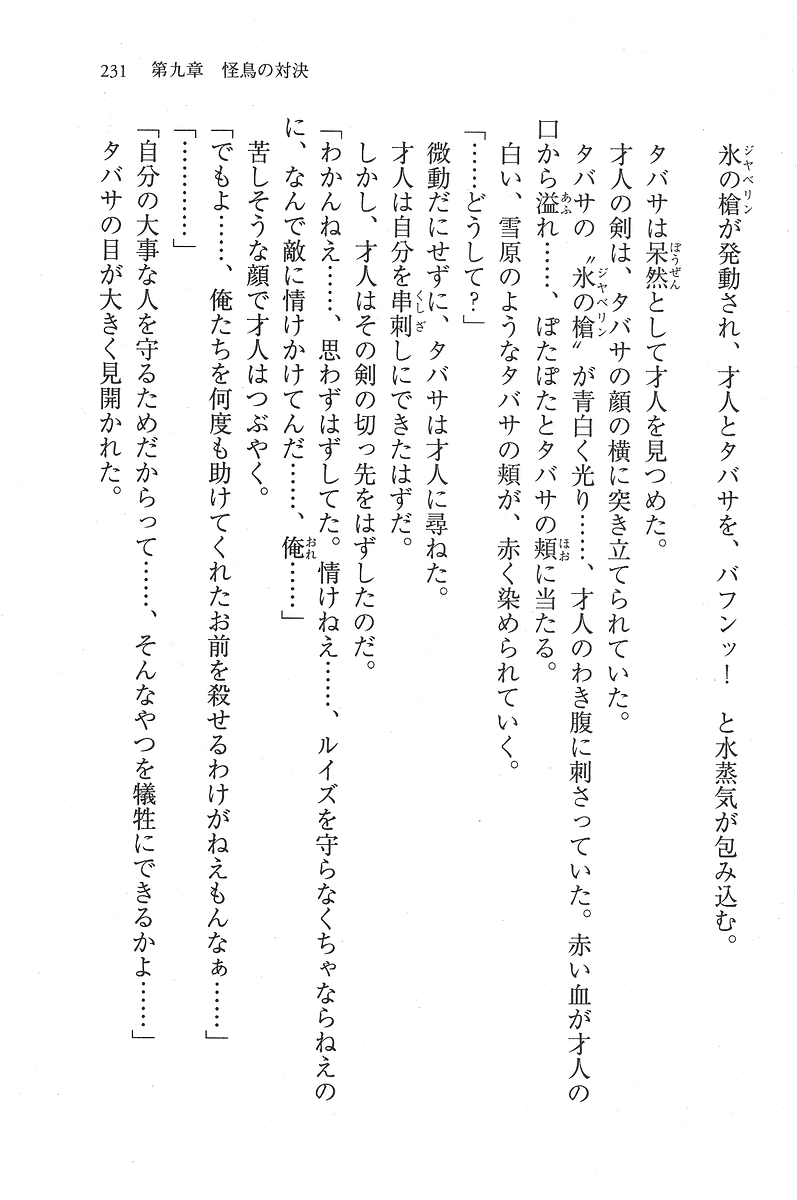 231　第九章　怪鳥の対決
氷の槍が発動され、才人とタバサを、バフンッ！　と水蒸気が包み込む。
タバサは呆然として才人を見つめた。
才人の剣は、タバサの顔の横に突き立てられていた。
タバサの〝氷の槍〟が青白く光り……、才人のわき腹に刺さっていた。赤い血が才人の
口から溢れ……、ぽたぽたとタバサの頬に当たる。
白い、雪原のようなタバサの頬が、赤く染められていく。
「……どうして？」
微動だにせずに、タバサは才人に尋ねた。
才人は自分を串刺しにできたはずだ。
しかし、才人はその剣の切っ先をはずしたのだ。
「わかんねえ……、思わずはずしてた。情けねえ……、ルイズを守らなくちゃならねえの
に、なんで敵に情けかけてんだ……、俺……」
苦しそうな顔で才人はつぶやく。
「でもよ……、俺たちを何度も助けてくれたお前を殺せるわけがねえもんなぁ……」
「…………」
「自分の大事な人を守るためだからって……、そんなやつを犠牲にできるかよ……」
タバサの目が大きく見開かれた。